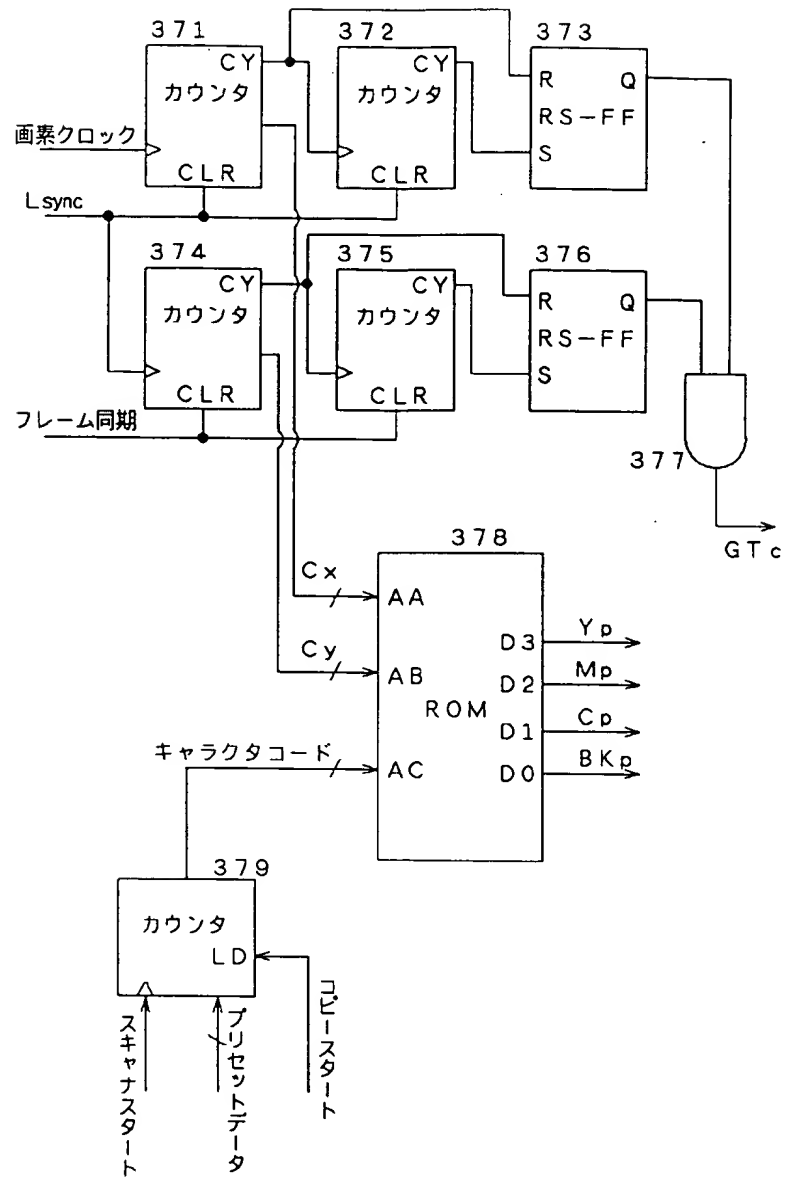 371
CY
カウンタ
CLR
372
CY
カウンタ
CLR
373
R
Q
RS-FF
S
画素クロック
Lsync
374
CY
カウンタ
CLR
375
CY
カウンタ
CLR
376
R
Q
RS-FF
S
フレーム同期
377
GTc
378
Cx
AA
Cy
AB
ROM
キャラクタコード
AC
D3
Yp
D2
Mp
D1
Cp
D0
BKp
379
カウンタ
LD
スキャナスタート
プリセットデータ
コピースタート